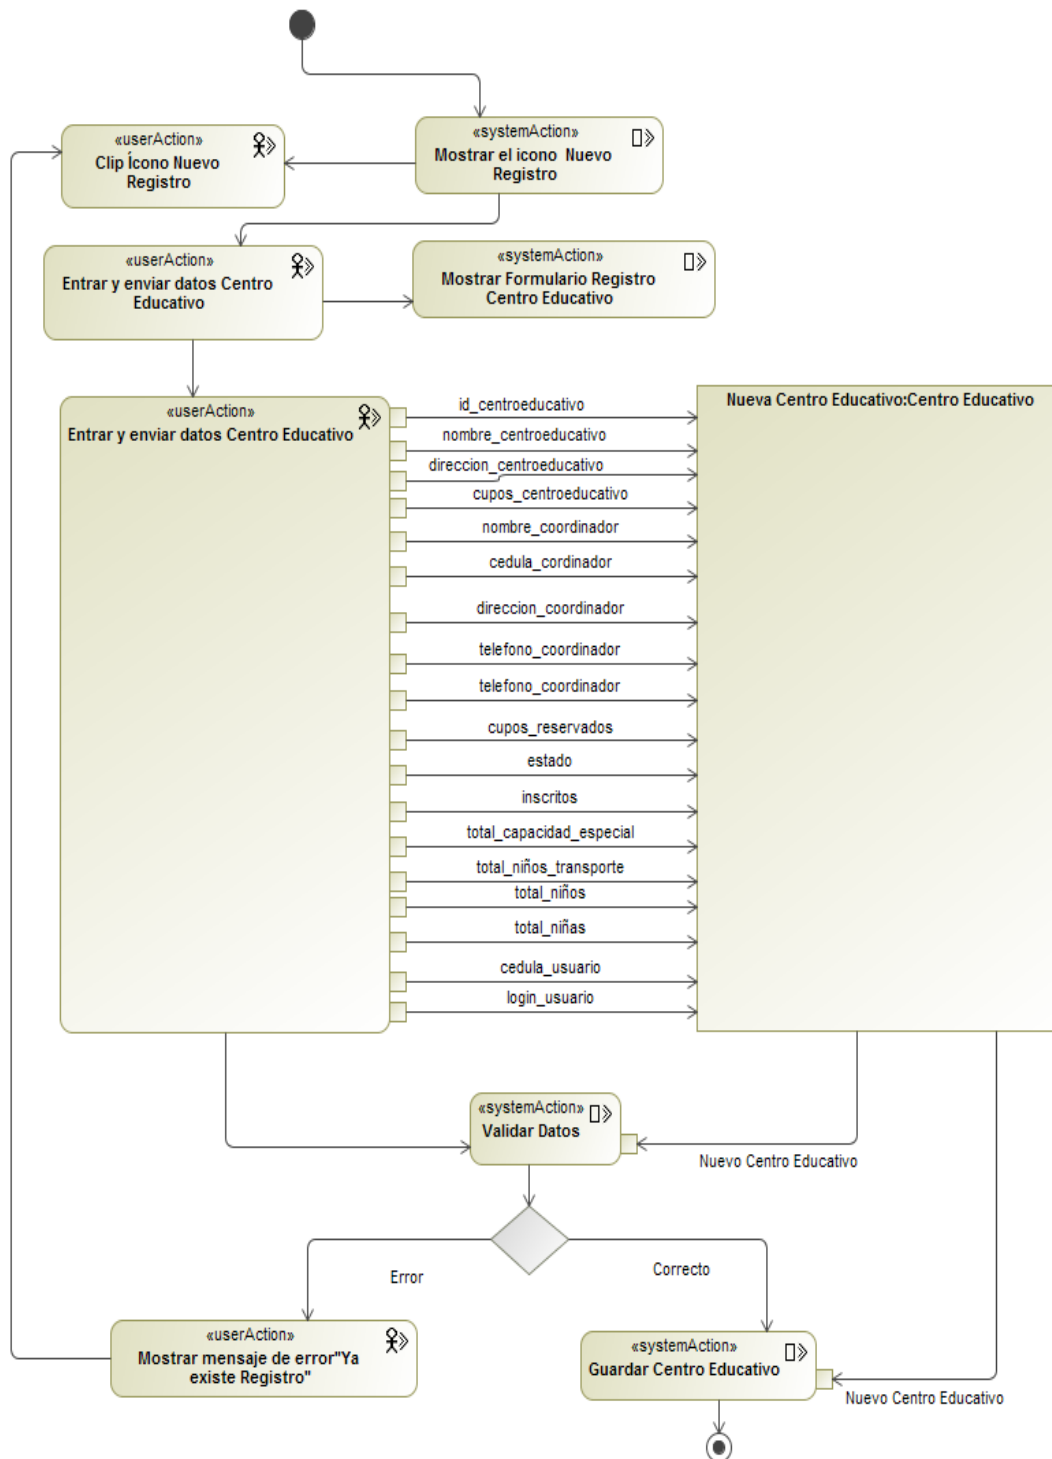 «systemAction»
Mostrar el icono  Nuevo
Registro
«userAction»
Clip Ícono Nuevo
Registro
«userAction»
Entrar y enviar datos Centro
Educativo
«systemAction»
Mostrar Formulario Registro
Centro Educativo
«userAction»
Entrar y enviar datos Centro Educativo
Nueva Centro Educativo:Centro Educativo
id_centroeducativo
nombre_centroeducativo
direccion_centroeducativo
cupos_centroeducativo
nombre_coordinador
cedula_cordinador
direccion_coordinador
telefono_coordinador
telefono_coordinador
cupos_reservados
estado
inscritos
total_capacidad_especial
total_niños_transporte
total_niños
total_niñas
cedula_usuario
login_usuario
«systemAction»
Validar Datos
Nuevo Centro Educativo
Error
Correcto
«userAction»
Mostrar mensaje de error"Ya
existe Registro"
«systemAction»
Guardar Centro Educativo
Nuevo Centro Educativo